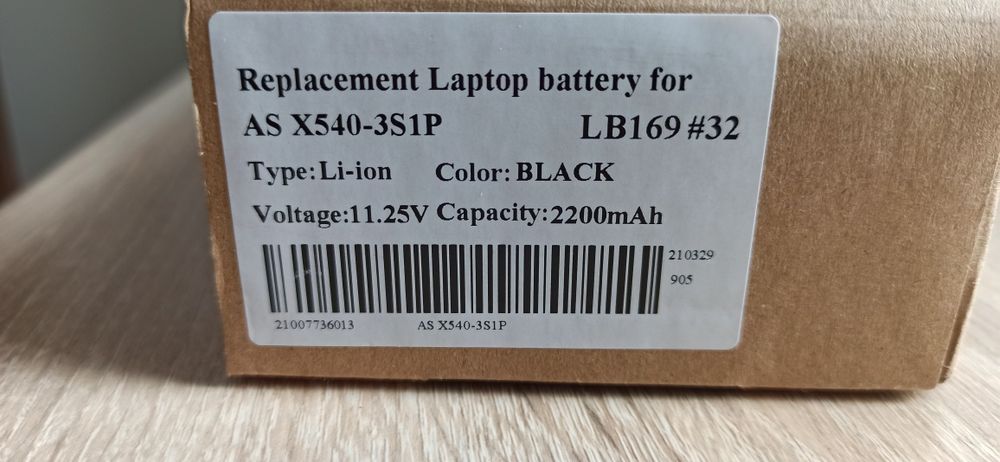 Replacement Laptop battery for
AS X540-3S1P LB169 #32
Type:Li-ion Color: BLACK
Voltage:11.25V Capacity:2200mAh
210329
905
21007736013 AS X540-3S1P